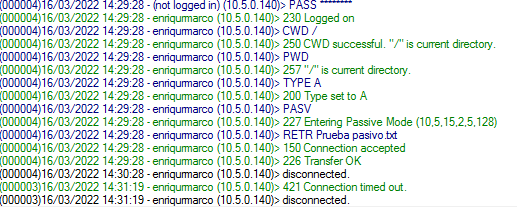 (000004)16/03/2022 14:29:28 - (not logged in) (10.5.0.140)> PASS ********
(000004)16/03/2022 14:29:28 - enriqumarco (10.5.0.140)> 230 Logged on
(000004)16/03/2022 14:29:28 - enriqumarco (10.5.0.140)> CWD /
(000004)16/03/2022 14:29:28 - enriqumarco (10.5.0.140)> 250 CWD successful. "/" is current directory.
(000004)16/03/2022 14:29:28 - enriqumarco (10.5.0.140)> PWD
(000004)16/03/2022 14:29:28 - enriqumarco (10.5.0.140)> 257 "/" is current directory.
(000004)16/03/2022 14:29:28 - enriqumarco (10.5.0.140)> TYPE A
(000004)16/03/2022 14:29:28 - enriqumarco (10.5.0.140)> 200 Type set to A
(000004)16/03/2022 14:29:28 - enriqumarco (10.5.0.140)> PASV
(000004)16/03/2022 14:29:28 - enriqumarco (10.5.0.140)> 227 Entering Passive Mode (10,5,15,2,5,128)
(000004)16/03/2022 14:29:28 - enriqumarco (10.5.0.140)> RETR Prueba pasivo.txt
(000004)16/03/2022 14:29:28 - enriqumarco (10.5.0.140)> 150 Connection accepted
(000004)16/03/2022 14:29:28 - enriqumarco (10.5.0.140)> 226 Transfer OK
(000004)16/03/2022 14:30:28 - enriqumarco (10.5.0.140)> disconnected.
(000003)16/03/2022 14:31:19 - enriqumarco (10.5.0.140)> 421 Connection timed out.
(000003)16/03/2022 14:31:19 - enriqumarco (10.5.0.140)> disconnected.